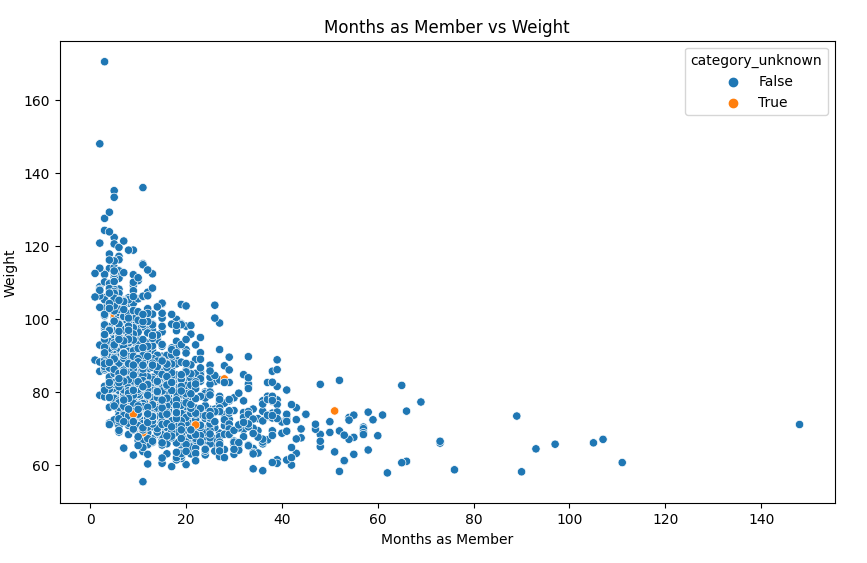 Months as Member vs Weight
category_unknown
False
True
Weight
160
140
120
100
80
60
0 20 40 60 80 100 120 140
Months as Member